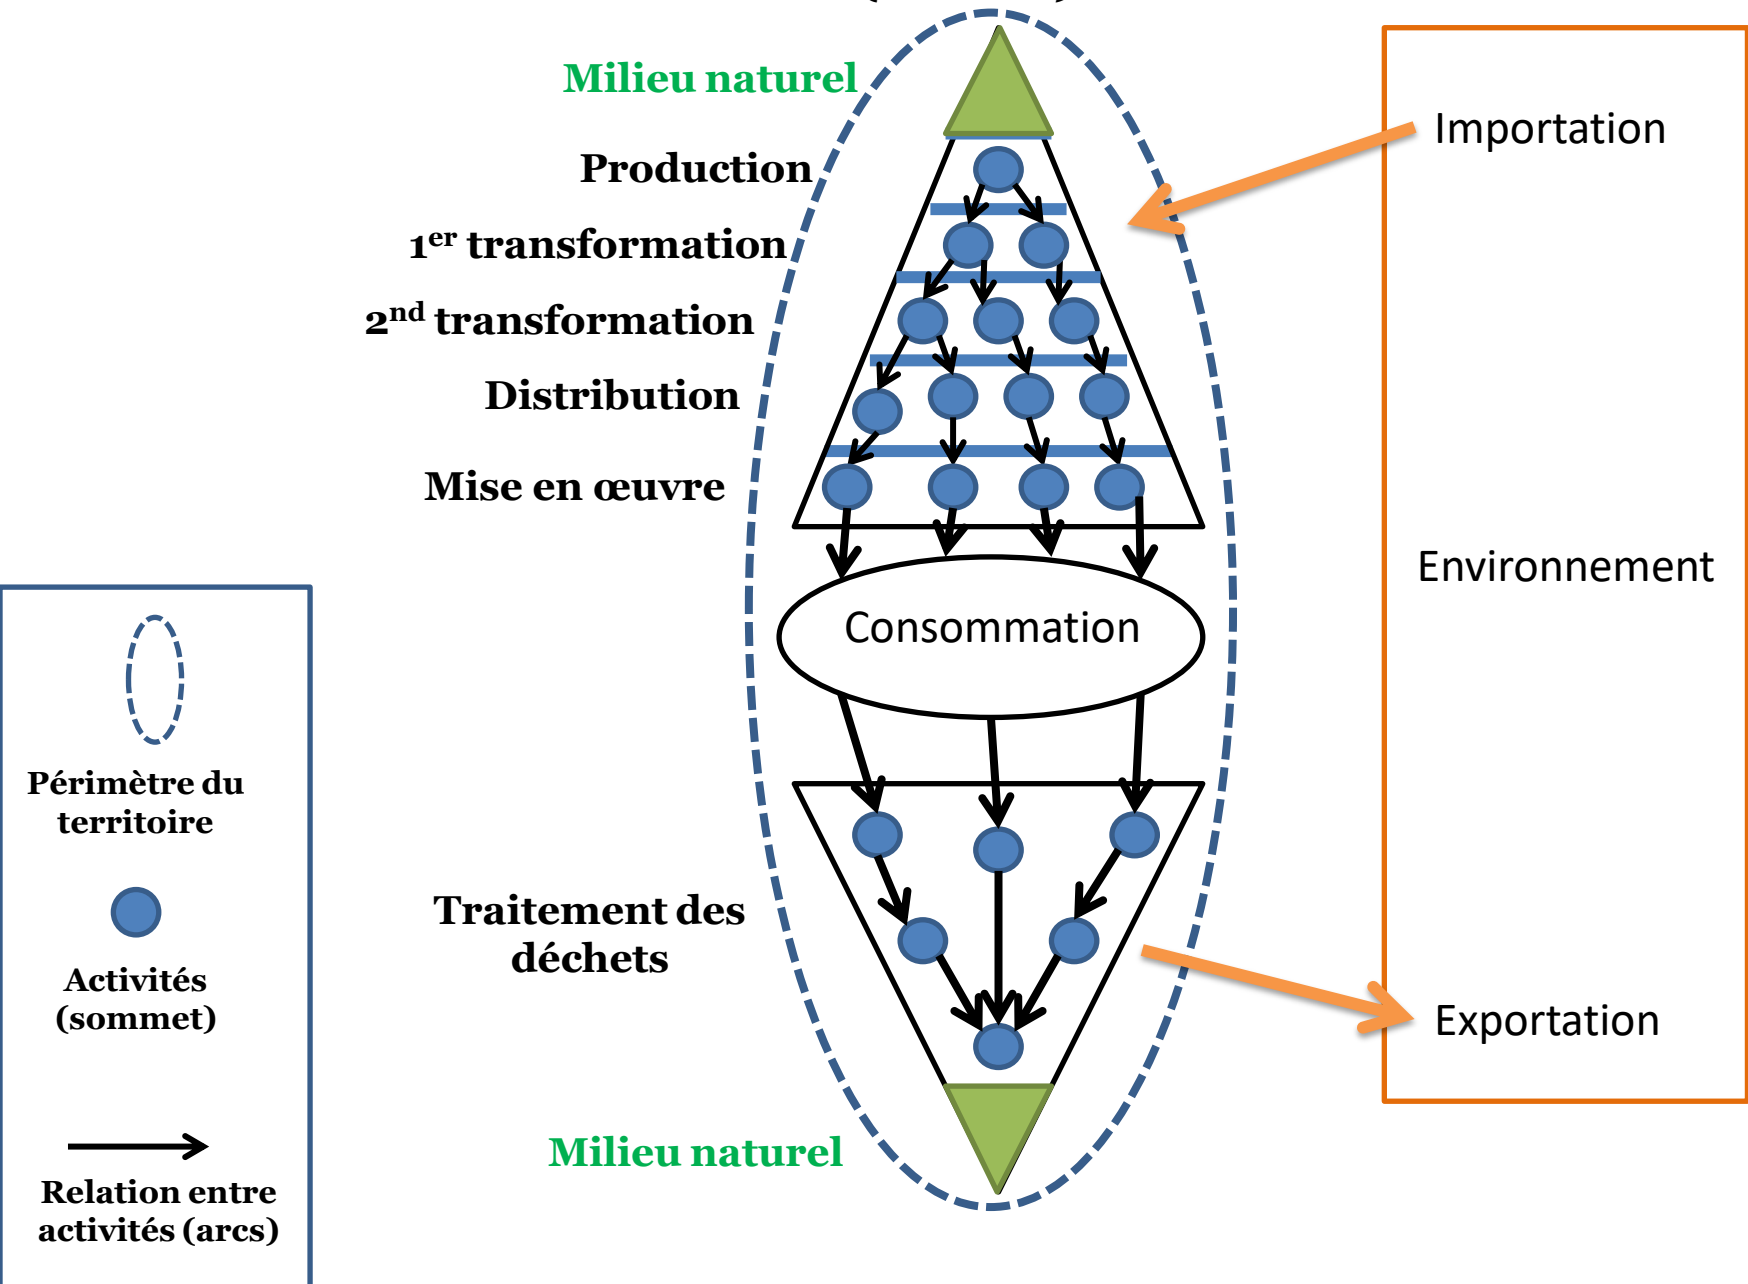 Milieu naturel
Production
1er transformation
2nd transformation
Distribution
Mise en œuvre
Consommation
Traitement des
déchets
Milieu naturel
Importation
Environnement
Exportation
Périmètre du
territoire
Activités
(sommet)
Relation entre
activités (arcs)